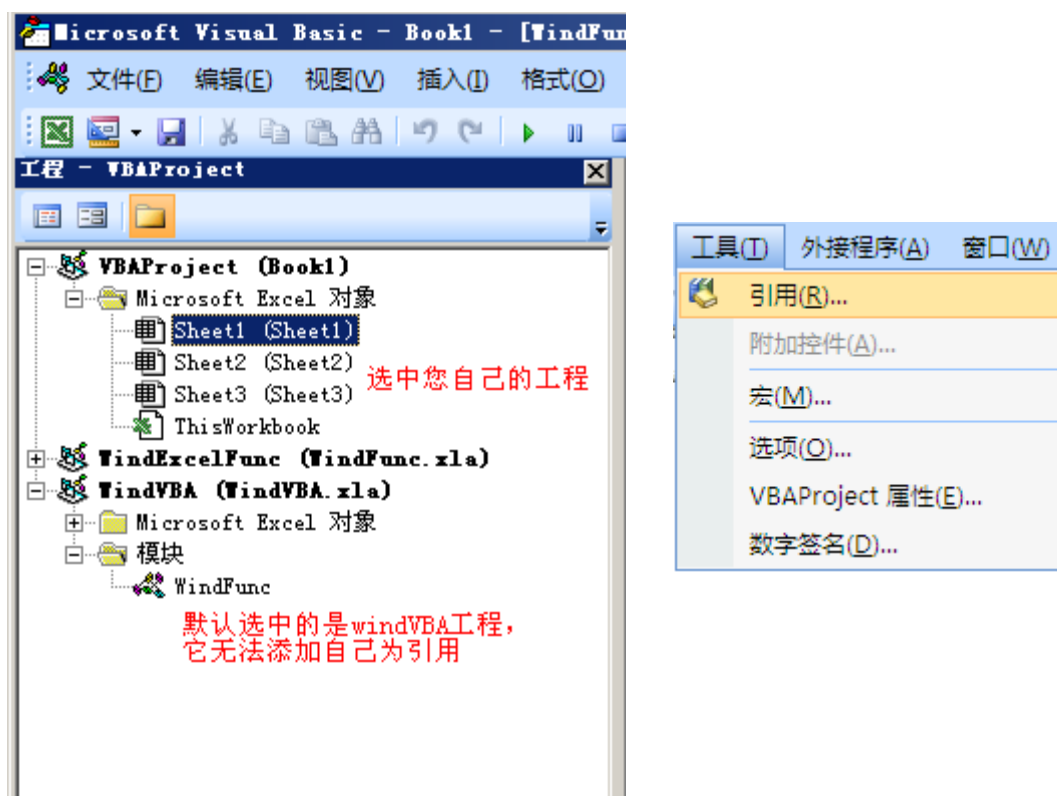 Microsoft Visual Basic - Book1 - [WindFun
文件(F) 编辑(E) 视图(V) 插入(I) 格式(O)
工程 - VBAProject
VBAProject (Book1)
Microsoft Excel 对象
Sheet1 (Sheet1)
Sheet2 (Sheet2)
Sheet3 (Sheet3)
选中您自己的工程
ThisWorkbook
WindExcelFunc (WindFunc.xla)
WindVBA (WindVBA.xla)
Microsoft Excel 对象
模块
WindFunc
默认选中的是windVBA工程，
它无法添加自己为引用
工具(T) 外接程序(A) 窗口(W)
引用(R)...
附加控件(A)...
宏(M)...
选项(O)...
VBAProject 属性(E)...
数字签名(D)...